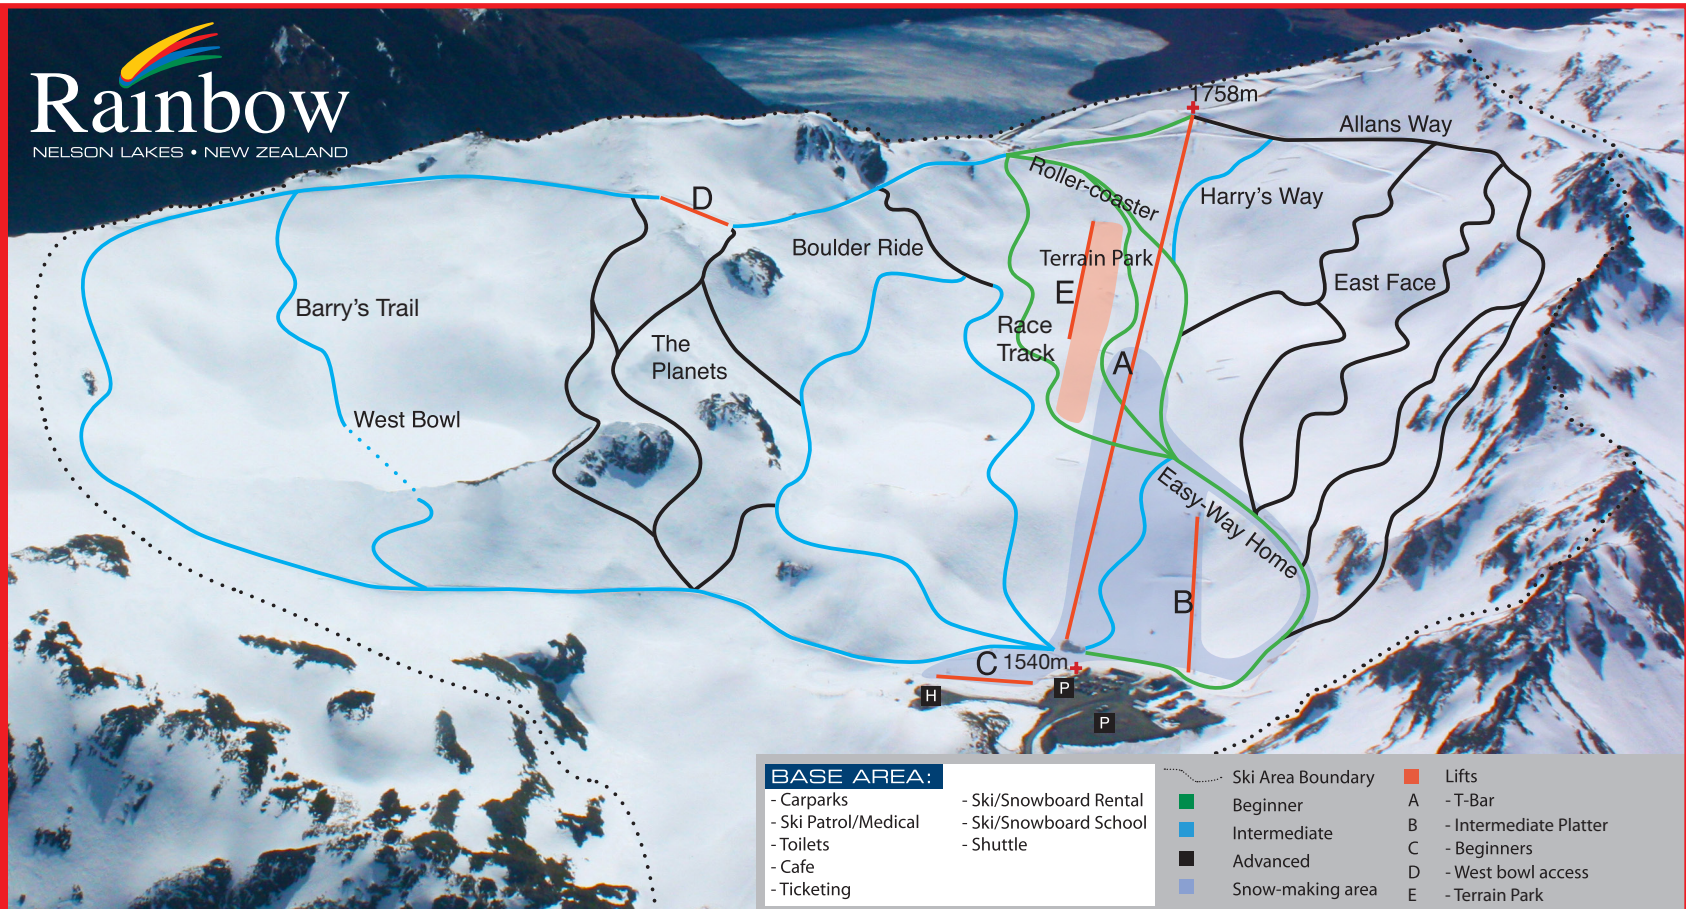 Rainbow
NELSON LAKES • NEW ZEALAND
1758m
Allans Way
Roller-coaster
Harry's Way
D
Boulder Ride
Terrain Park
E
East Face
Barry's Trail
Race
Track
The
Planets
A
West Bowl
Easy-Way Home
B
C 1540m
H
P
P
BASE AREA:
- Carparks
- Ski Patrol/Medical
- Toilets
- Cafe
- Ticketing
- Ski/Snowboard Rental
- Ski/Snowboard School
- Shuttle
Ski Area Boundary
Beginner
Intermediate
Advanced
Snow-making area
Lifts
A - T-Bar
B - Intermediate Platter
C - Beginners
D - West bowl access
E - Terrain Park